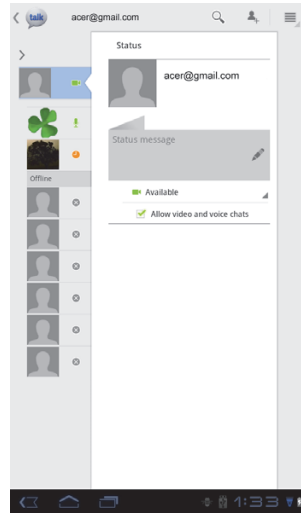 talk acer@gmail.com
Status
acer@gmail.com
Status message
Offline
Available
Allow video and voice chats
1:33